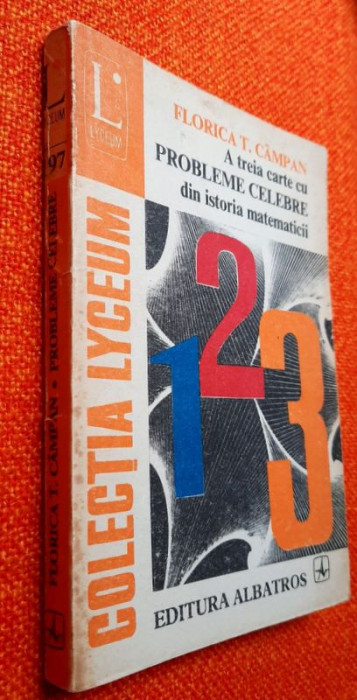 L
LYCEUM
FLORICA T. CÂMPAN
A treia carte cu
PROBLEME CELEBRE
din istoria matematicii
COLECȚIA LYCEUM
1 2 3
EDITURA ALBATROS
97
FLORICA T. CÂMPAN • PROBLEME CELEBRE